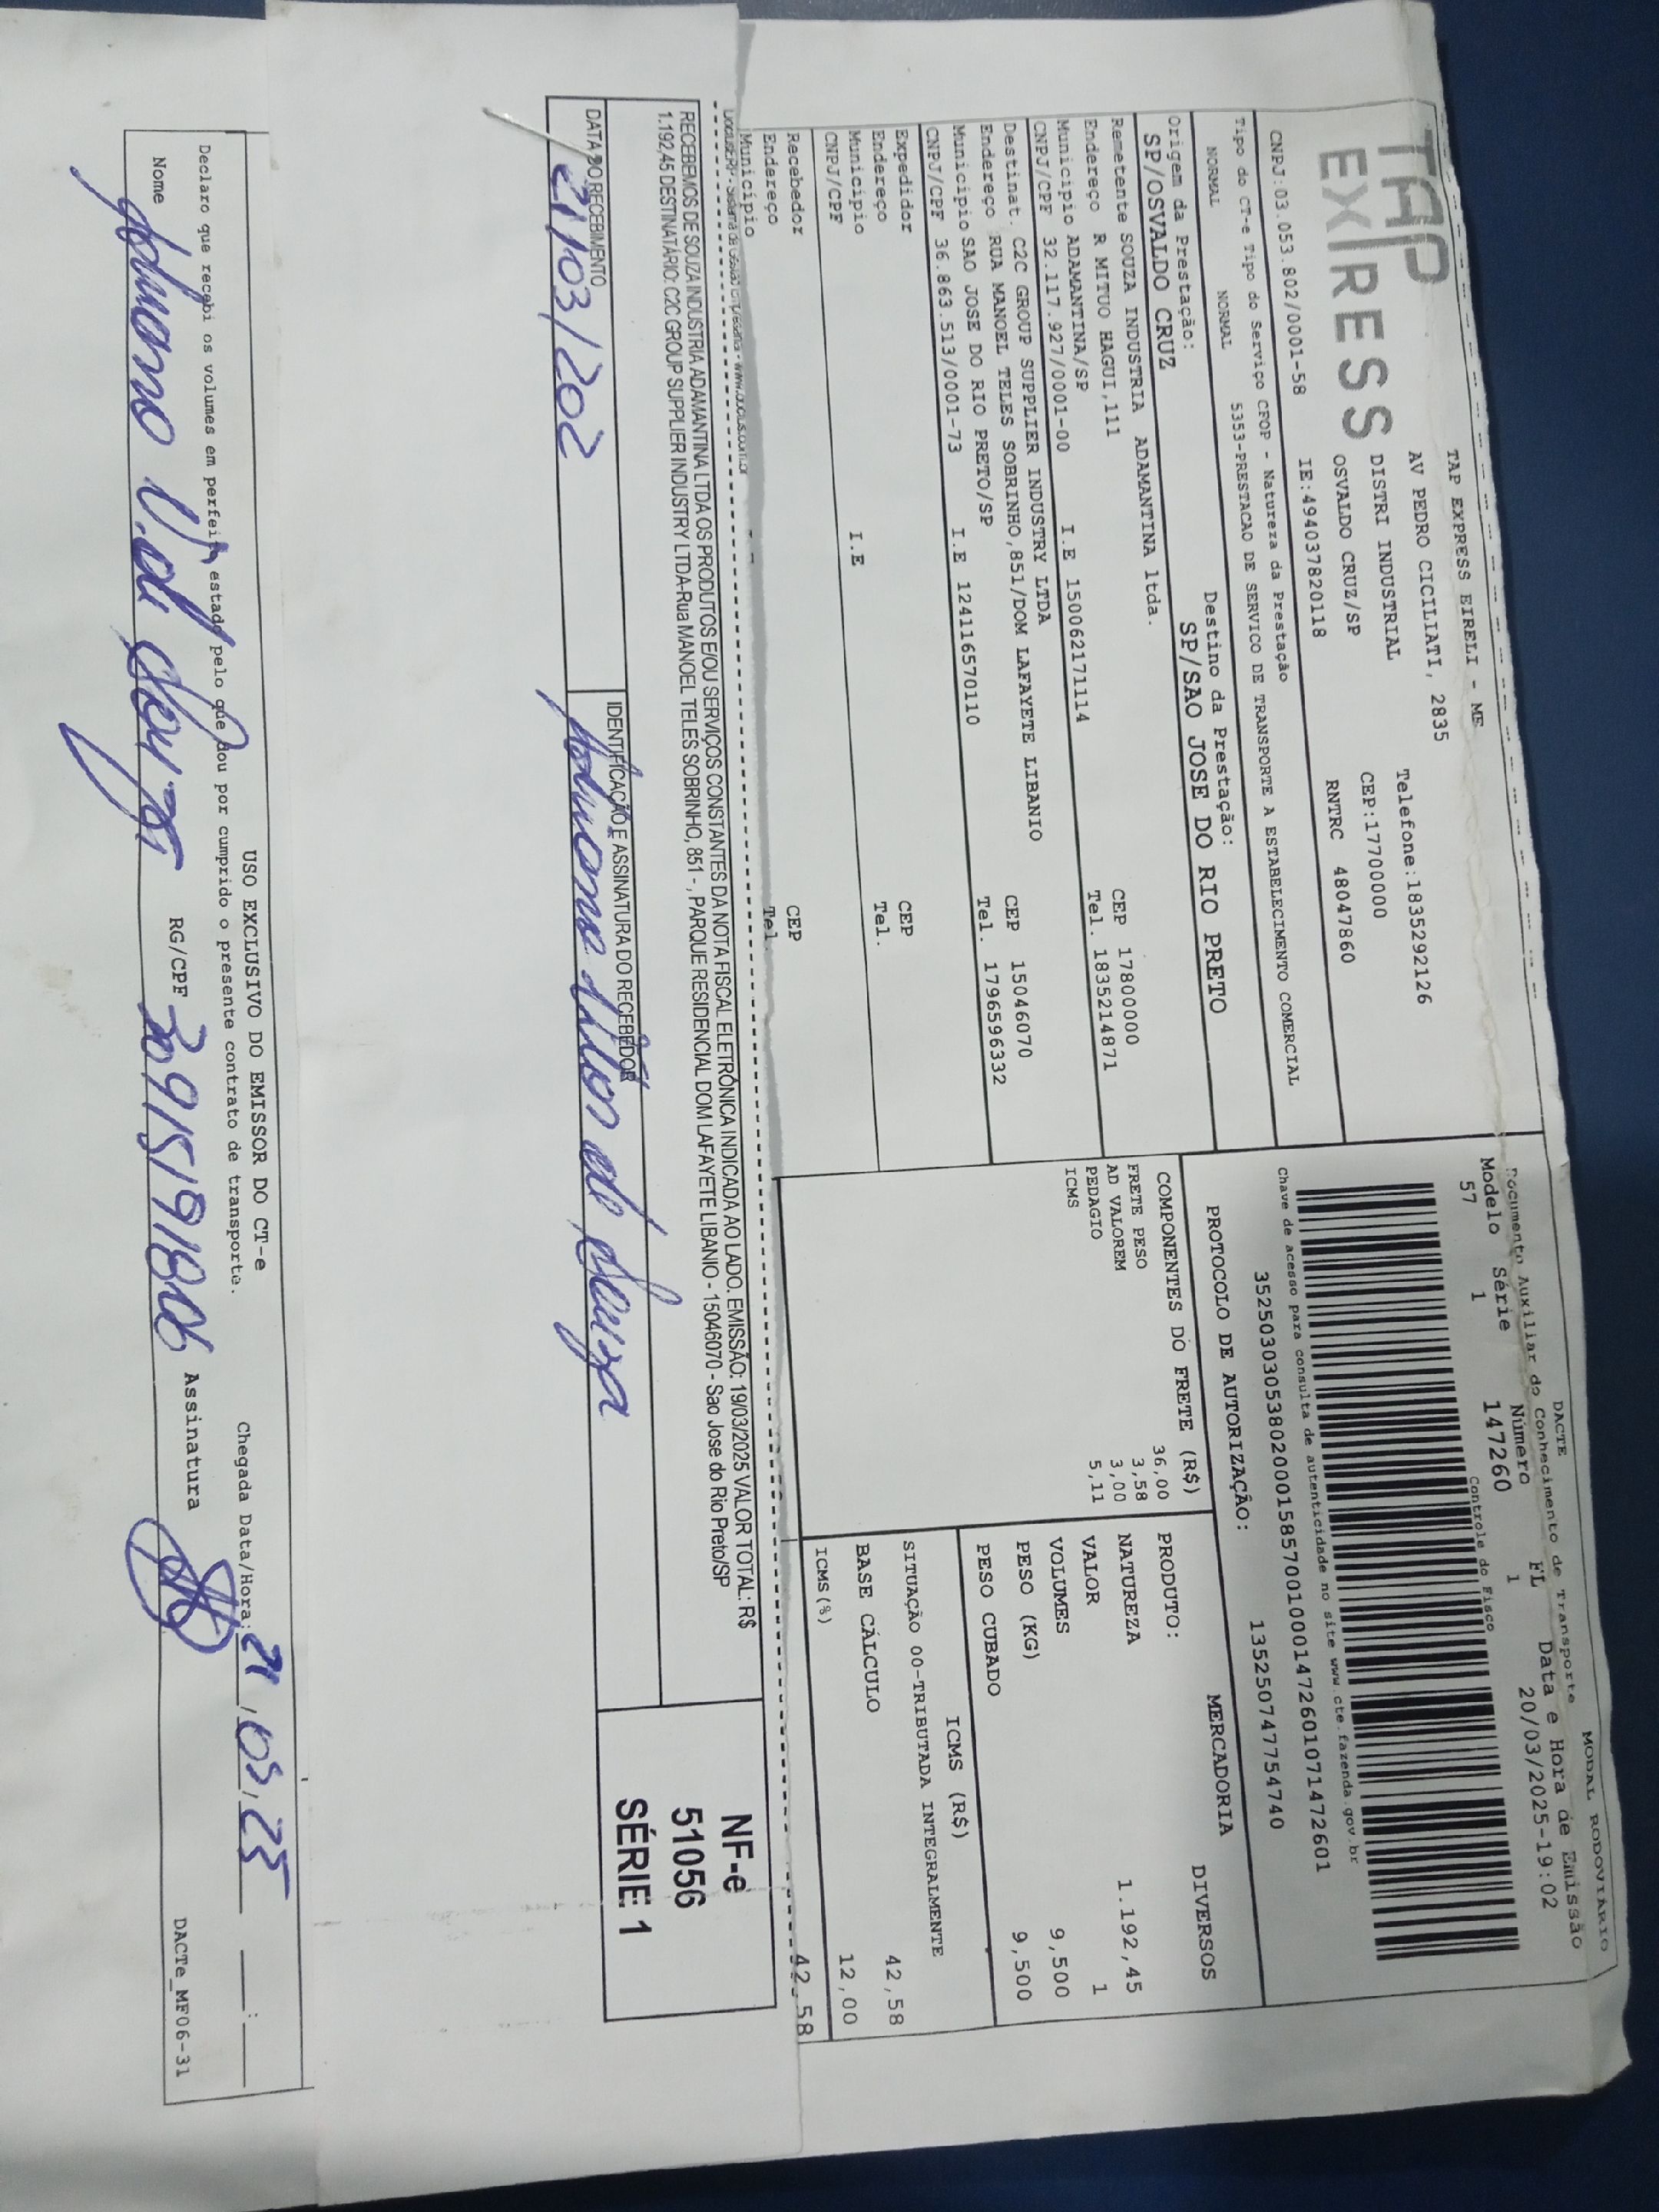 TAP
EXPRESS
TAP EXPRESS EIRELI - ME
AV PEDRO CICILIATI, 2835
DISTRI INDUSTRIAL
OSVALDO CRUZ/SP
Telefone:1835292126
CEP:17700000
RNTRC 48047860
CNPJ:03.053.802/0001-58 IE:494037820118
Tipo do CT-e Tipo do Serviço CFOP - Natureza da Prestação
NORMAL NORMAL 5353-PRESTACAO DE SERVICO DE TRANSPORTE A ESTABELECIMENTO COMERCIAL
Origem da Prestação: Destino da Prestação:
SP/OSVALDO CRUZ SP/SAO JOSE DO RIO PRETO
Remetente SOUZA INDUSTRIA ADAMANTINA ltda.
Endereço R MITUO HAGUI,111 CEP 17800000
Municipio ADAMANTINA/SP Tel. 1835214871
CNPJ/CPF 32.117.927/0001-00 I.E 150062171114
Destinat. C2C GROUP SUPPLIER INDUSTRY LTDA
Endereço RUA MANOEL TELES SOBRINHO,851/DOM LAFAYETE LIBANIO
Municipio SAO JOSE DO RIO PRETO/SP CEP 15046070
CNPJ/CPF 36.863.513/0001-73 I.E 124116570110 Tel. 1796596332
Expedidor
Endereço CEP
Municipio Tel.
CNPJ/CPF I.E
Recebedor
Endereço CEP
Municipio Tel.
MODAL RODOVIÁRIO
DACTE
Documento Auxiliar do Conhecimento de Transporte
Modelo Série Número FL Data e Hora de Emissão
57 1 147260 1 20/03/2025-19:02
Controle do Fisco
Chave de acesso para consulta de autenticidade no site www.cte.fazenda.gov.br
35250303053802000158570010001472601071472601
PROTOCOLO DE AUTORIZAÇÃO: 135250747754740
COMPONENTES DO FRETE (R$)
FRETE PESO 36,00
AD VALOREM 3,58
PEDAGIO 3,00
ICMS 5,11
MERCADORIA
PRODUTO: DIVERSOS
NATUREZA
VALOR 1.192,45
VOLUMES 1
PESO (KG) 9,500
PESO CUBADO 9,500
ICMS (R$)
SITUAÇÃO 00-TRIBUTADA INTEGRALMENTE
BASE CÁLCULO 42,58
ICMS(%) 12,00
42,58
RECEBEMOS DE SOUZA INDUSTRIA ADAMANTINA LTDA OS PRODUTOS E/OU SERVIÇOS CONSTANTES DA NOTA FISCAL ELETRÔNICA INDICADA AO LADO. EMISSÃO: 19/03/2025 VALOR TOTAL: R$
1.192,45 DESTINATÁRIO: C2C GROUP SUPPLIER INDUSTRY LTDA-Rua MANOEL TELES SOBRINHO, 851 -, PARQUE RESIDENCIAL DOM LAFAYETE LIBANIO - 15046070 - Sao Jose do Rio Preto/SP
DATA DO RECEBIMENTO IDENTIFICAÇÃO E ASSINATURA DO RECEBEDOR
21/03/202
NF-e
51056
SÉRIE 1
USO EXCLUSIVO DO EMISSOR DO CT-e
Chegada Data/Hora: 21/03/25 :
Declaro que recebi os volumes em perfeito estado pelo que dou por cumprido o presente contrato de transporte.
Nome RG/CPF Assinatura
DACTe_MF06-31